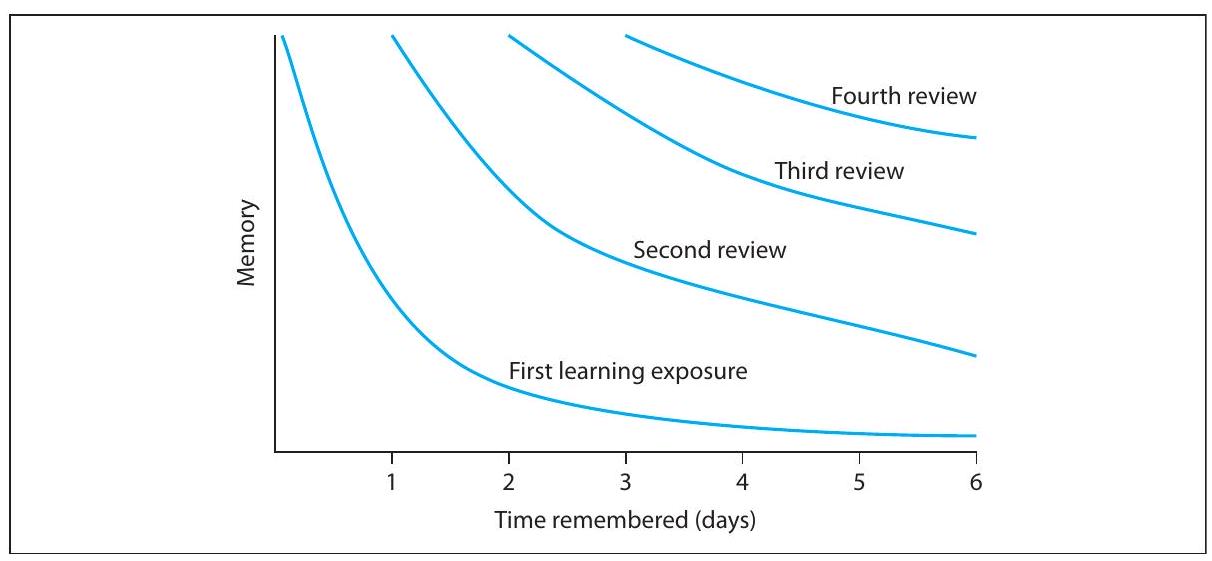 Fourth review
Third review
Memory
Second review
First learning exposure
1 2 3 4 5 6
Time remembered (days)